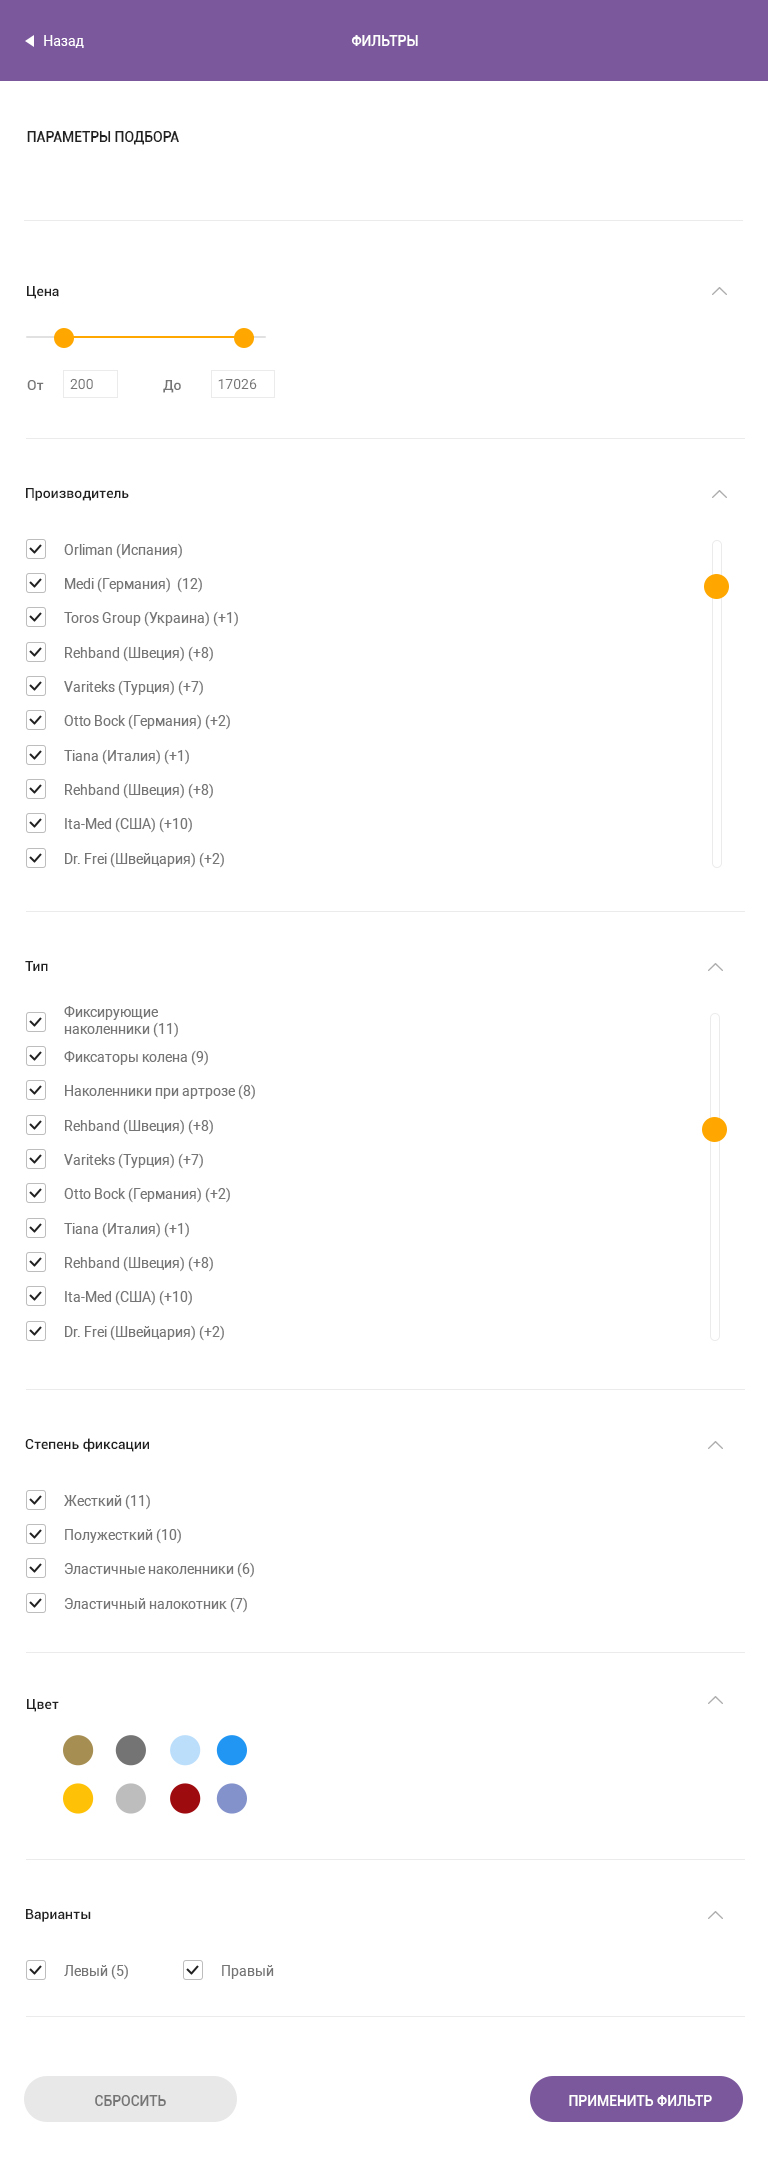 Назад
ФИЛЬТРЫ
ПАРАМЕТРЫ ПОДБОРА
Цена
От 200 До 17026
Производитель
Orliman (Испания)
Medi (Германия) (12)
Toros Group (Украина) (+1)
Rehband (Швеция) (+8)
Variteks (Турция) (+7)
Otto Bock (Германия) (+2)
Tiana (Италия) (+1)
Rehband (Швеция) (+8)
Ita-Med (США) (+10)
Dr. Frei (Швейцария) (+2)
Тип
Фиксирующие
наколенники (11)
Фиксаторы колена (9)
Наколенники при артрозе (8)
Rehband (Швеция) (+8)
Variteks (Турция) (+7)
Otto Bock (Германия) (+2)
Tiana (Италия) (+1)
Rehband (Швеция) (+8)
Ita-Med (США) (+10)
Dr. Frei (Швейцария) (+2)
Степень фиксации
Жесткий (11)
Полужесткий (10)
Эластичные наколенники (6)
Эластичный налокотник (7)
Цвет
Варианты
Левый (5) Правый
СБРОСИТЬ
ПРИМЕНИТЬ ФИЛЬТР